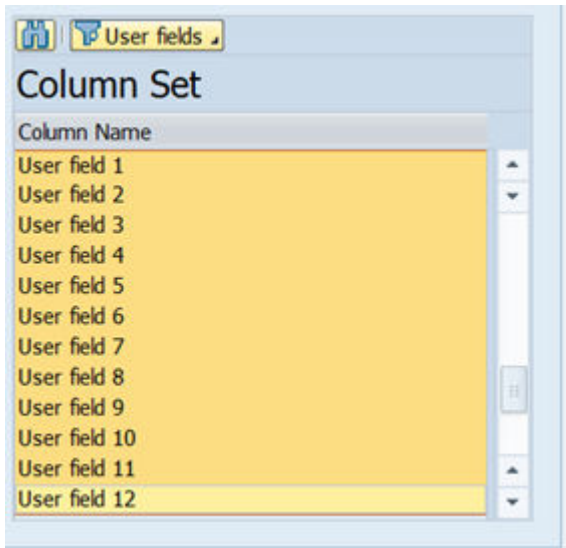 User fields
Column Set
Column Name
User field 1
User field 2
User field 3
User field 4
User field 5
User field 6
User field 7
User field 8
User field 9
User field 10
User field 11
User field 12